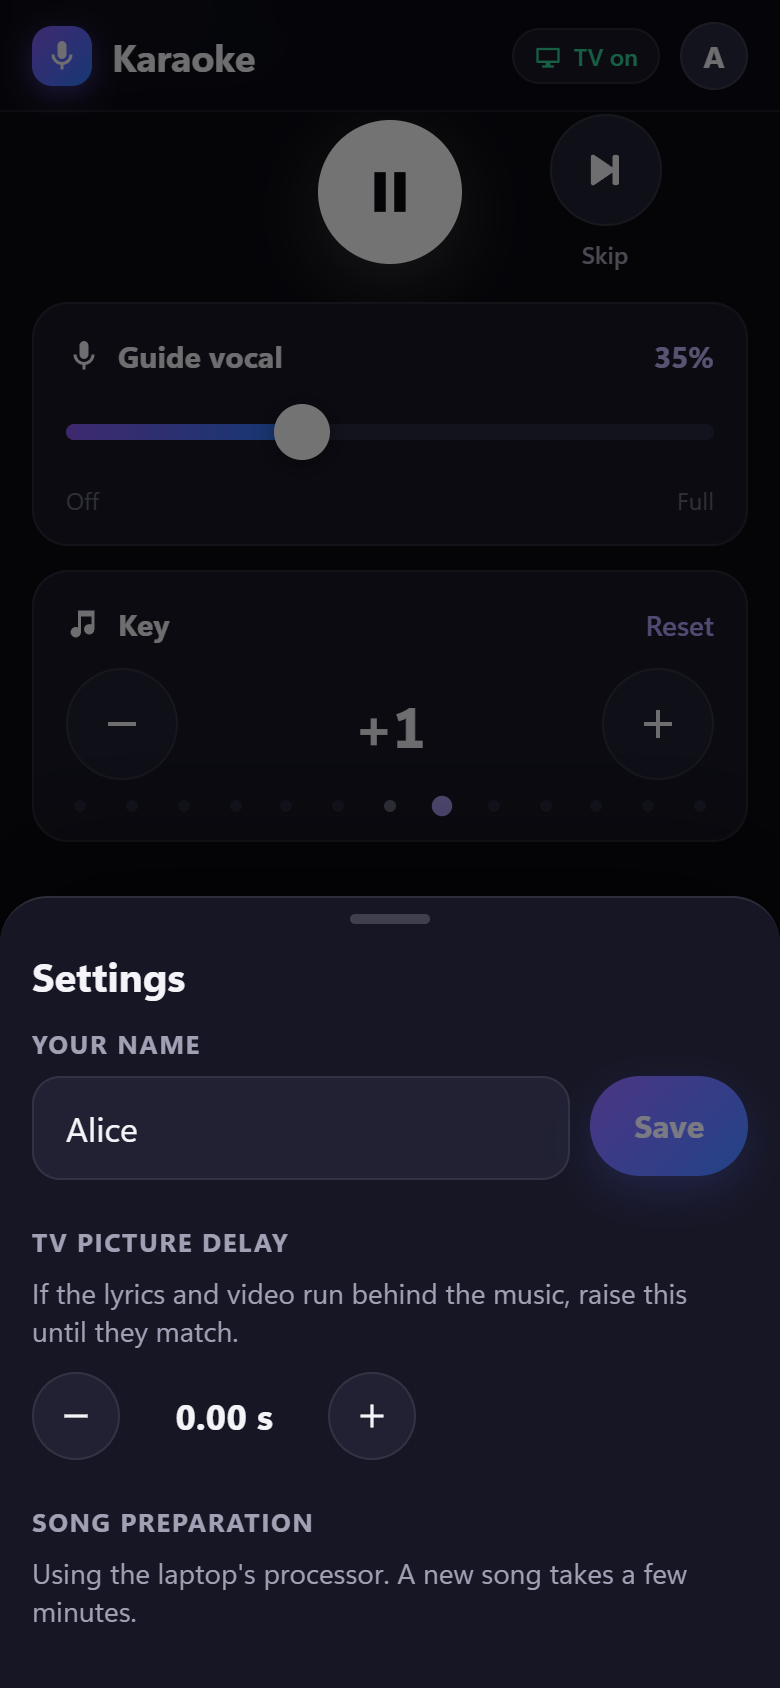 Karaoke
TV on
A
Skip
Guide vocal
35%
Off
Full
Key
Reset
+1
Settings
YOUR NAME
Alice
Save
TV PICTURE DELAY
If the lyrics and video run behind the music, raise this
until they match.
0.00 s
SONG PREPARATION
Using the laptop's processor. A new song takes a few
minutes.